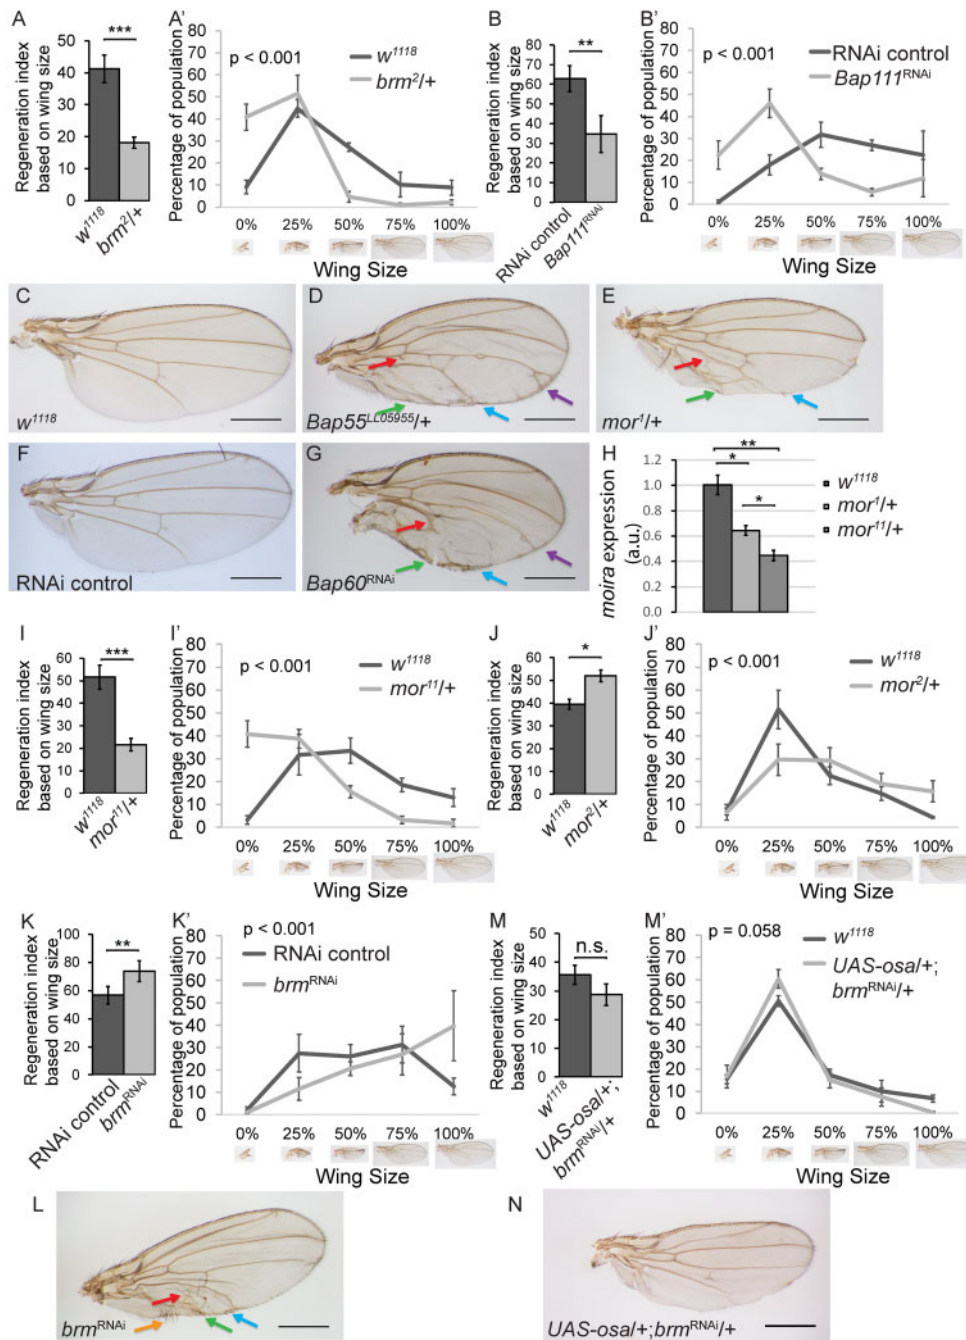 A
Regeneration index
based on wing size
50
40
30
20
10
0
***
w1118
brm2/+
A'
Percentage of population
80
70
60
50
40
30
20
10
0
p < 0.001
w1118
brm2/+
0% 25% 50% 75% 100%
Wing Size
B
Regeneration index
based on wing size
80
70
60
50
40
30
20
10
0
**
RNAi control
Bap111RNAi
B'
Percentage of population
80
70
60
50
40
30
20
10
0
p < 0.001
RNAi control
Bap111RNAi
0% 25% 50% 75% 100%
Wing Size
C
w1118
D
Bap55LL05955/+
E
mor1/+
F
RNAi control
G
Bap60RNAi
H
moira expression
(a.u.)
1.2
1.0
0.8
0.6
0.4
0.2
0.0
**
*
*
w1118
mor1/+
mor11/+
I
Regeneration index
based on wing size
60
50
40
30
20
10
0
***
w1118
mor11/+
I'
Percentage of population
80
70
60
50
40
30
20
10
0
p < 0.001
w1118
mor11/+
0% 25% 50% 75% 100%
Wing Size
J
Regeneration index
based on wing size
60
50
40
30
20
10
0
*
w1118
mor2/+
J'
Percentage of population
80
70
60
50
40
30
20
10
0
p < 0.001
w1118
mor2/+
0% 25% 50% 75% 100%
Wing Size
K
Regeneration index
based on wing size
100
80
60
40
20
0
**
RNAi control
brmRNAi
K'
Percentage of population
80
70
60
50
40
30
20
10
0
p < 0.001
RNAi control
brmRNAi
0% 25% 50% 75% 100%
Wing Size
M
Regeneration index
based on wing size
50
40
30
20
10
0
n.s.
w1118
UAS-osa/+;
brmRNAi/+
M'
Percentage of population
80
70
60
50
40
30
20
10
0
p = 0.058
w1118
UAS-osa/+;
brmRNAi/+
0% 25% 50% 75% 100%
Wing Size
L
brmRNAi
N
UAS-osa/+;brmRNAi/+